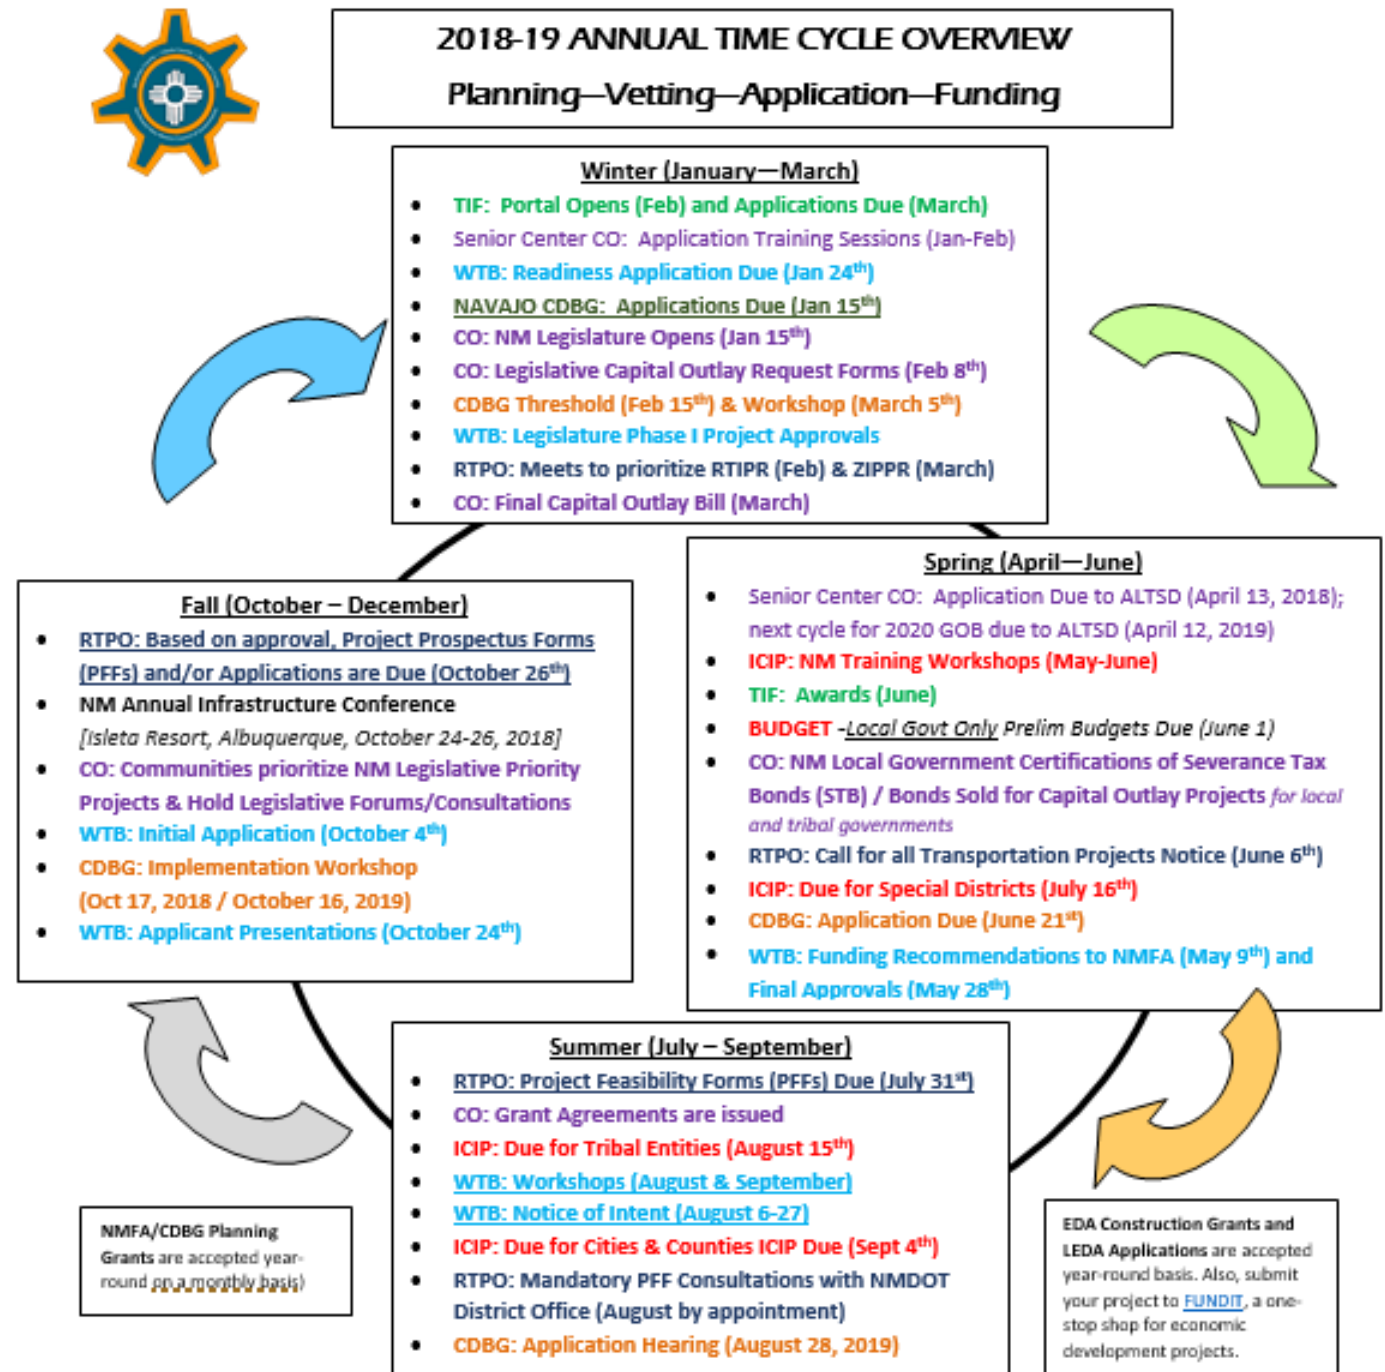 2018-19 ANNUAL TIME CYCLE OVERVIEW
Planning—Vetting—Application—Funding
Winter (January—March)
• TIF:  Portal Opens (Feb) and Applications Due (March)
• Senior Center CO:  Application Training Sessions (Jan-Feb)
• WTB: Readiness Application Due (Jan 24th)
• NAVAJO CDBG:  Applications Due (Jan 15th)
• CO: NM Legislature Opens (Jan 15th)
• CO: Legislative Capital Outlay Request Forms (Feb 8th)
• CDBG Threshold (Feb 15th) & Workshop (March 5th)
• WTB: Legislature Phase I Project Approvals
• RTPO: Meets to prioritize RTIPR (Feb) & ZIPPR (March)
• CO: Final Capital Outlay Bill (March)
Spring (April—June)
• Senior Center CO:  Application Due to ALTSD (April 13, 2018);
next cycle for 2020 GOB due to ALTSD (April 12, 2019)
• ICIP: NM Training Workshops (May-June)
• TIF:  Awards (June)
• BUDGET -Local Govt Only Prelim Budgets Due (June 1)
• CO: NM Local Government Certifications of Severance Tax
Bonds (STB) / Bonds Sold for Capital Outlay Projects for local
and tribal governments
• RTPO: Call for all Transportation Projects Notice (June 6th)
• ICIP: Due for Special Districts (July 16th)
• CDBG: Application Due (June 21st)
• WTB: Funding Recommendations to NMFA (May 9th) and
Final Approvals (May 28th)
Summer (July – September)
• RTPO: Project Feasibility Forms (PFFs) Due (July 31st)
• CO: Grant Agreements are issued
• ICIP: Due for Tribal Entities (August 15th)
• WTB: Workshops (August & September)
• WTB: Notice of Intent (August 6-27)
• ICIP: Due for Cities & Counties ICIP Due (Sept 4th)
• RTPO: Mandatory PFF Consultations with NMDOT
District Office (August by appointment)
• CDBG: Application Hearing (August 28, 2019)
Fall (October – December)
• RTPO: Based on approval, Project Prospectus Forms
(PFFs) and/or Applications are Due (October 26th)
• NM Annual Infrastructure Conference
[Isleta Resort, Albuquerque, October 24-26, 2018]
• CO: Communities prioritize NM Legislative Priority
Projects & Hold Legislative Forums/Consultations
• WTB: Initial Application (October 4th)
• CDBG: Implementation Workshop
(Oct 17, 2018 / October 16, 2019)
• WTB: Applicant Presentations (October 24th)
NMFA/CDBG Planning
Grants are accepted year-
round on a monthly basis)
EDA Construction Grants and
LEDA Applications are accepted
year-round basis. Also, submit
your project to FUNDIT, a one-
stop shop for economic
development projects.